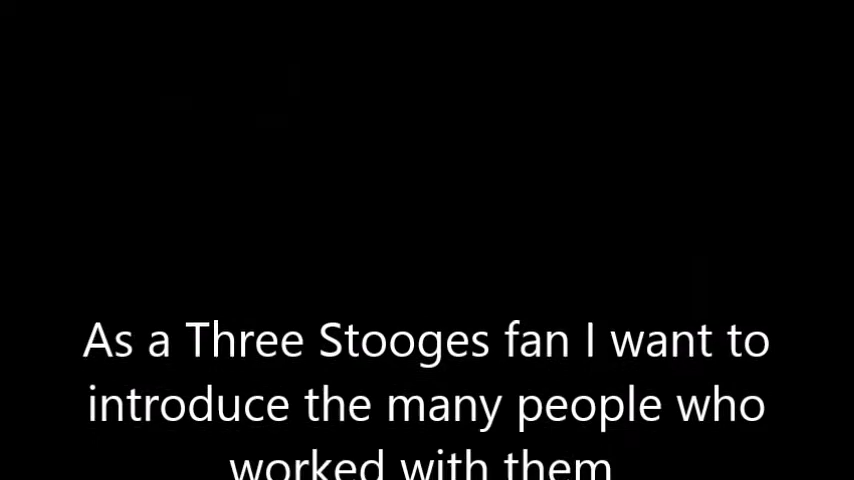 As a Three Stooges fan I want to
introduce the many people who
worked with them